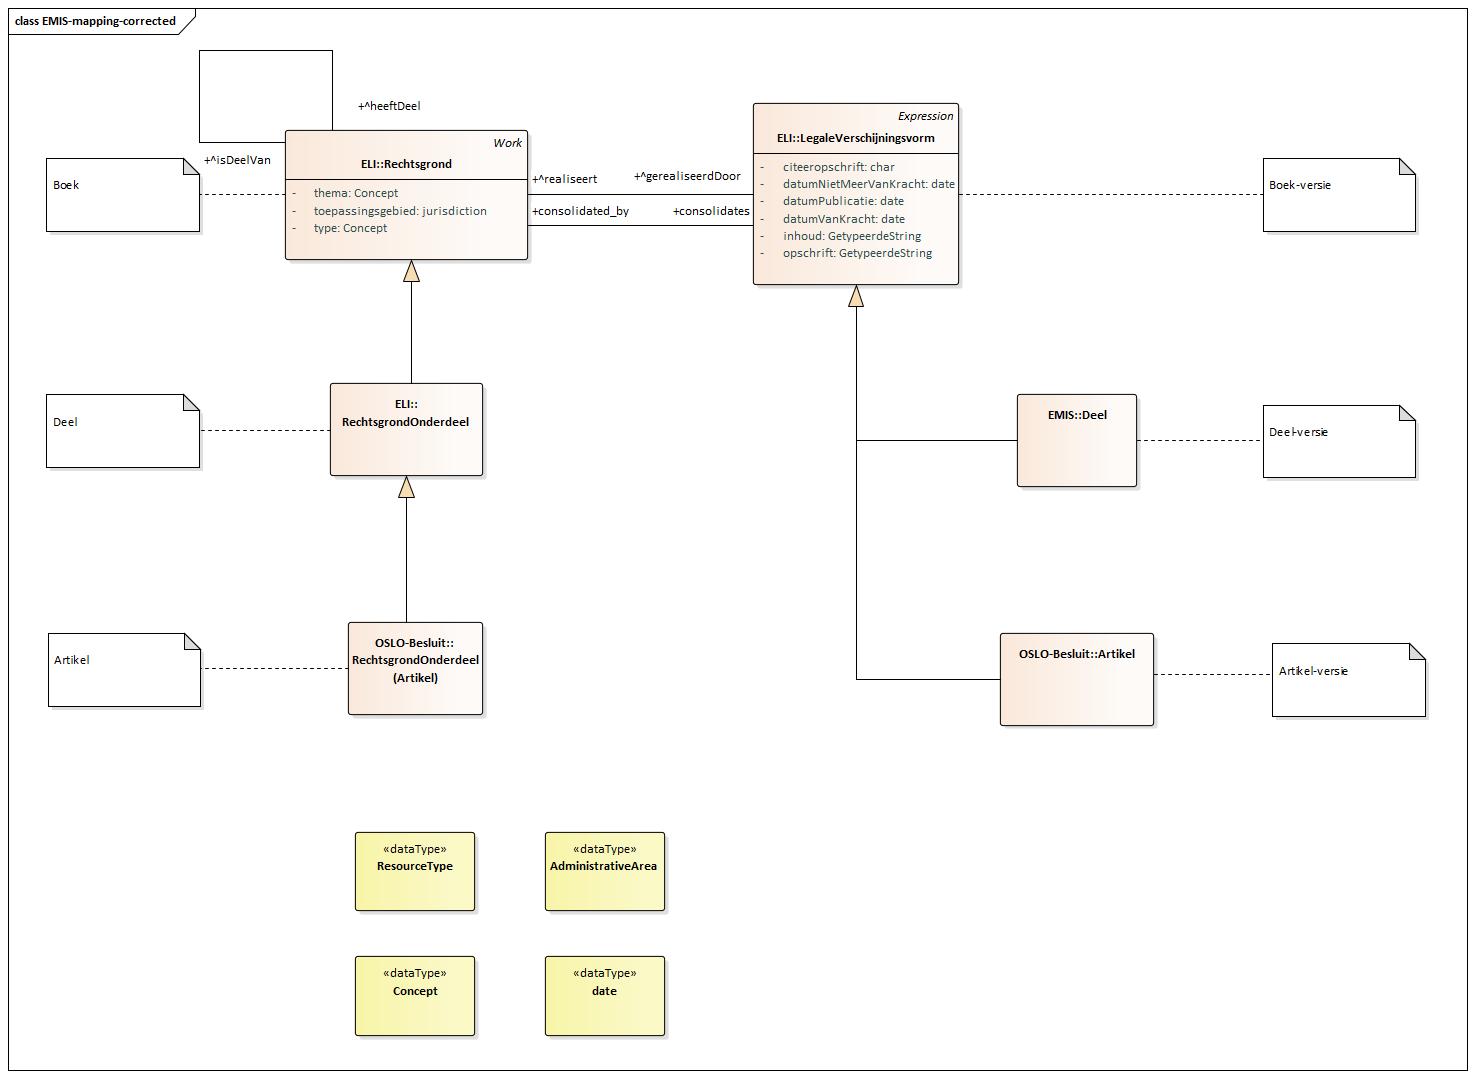 class EMIS-mapping-corrected
+^heeftDeel
+^isDeelVan
Boek
Work
ELI::Rechtsgrond
- thema: Concept
- toepassingsgebied: jurisdiction
- type: Concept
+^realiseert
+^gerealiseerdDoor
+consolidated_by
+consolidates
Expression
ELI::LegaleVerschijningsvorm
- citeeropschrift: char
- datumNietMeerVanKracht: date
- datumPublicatie: date
- datumVanKracht: date
- inhoud: GetypeerdeString
- opschrift: GetypeerdeString
Boek-versie
Deel
ELI::
RechtsgrondOnderdeel
EMIS::Deel
Deel-versie
Artikel
OSLO-Besluit::
RechtsgrondOnderdeel
(Artikel)
OSLO-Besluit::Artikel
Artikel-versie
«dataType»
ResourceType
«dataType»
AdministrativeArea
«dataType»
Concept
«dataType»
date